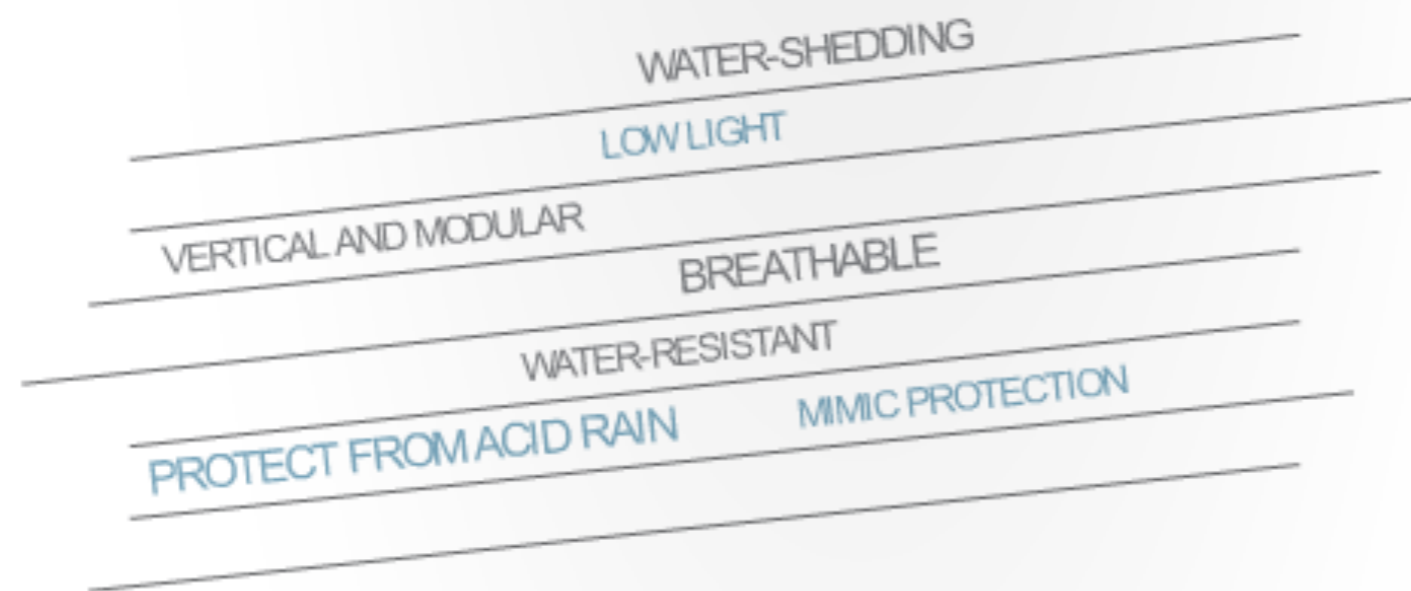 WATER-SHEDDING
LOW LIGHT
VERTICAL AND MODULAR
BREATHABLE
WATER-RESISTANT
PROTECT FROM ACID RAIN MIMIC PROTECTION